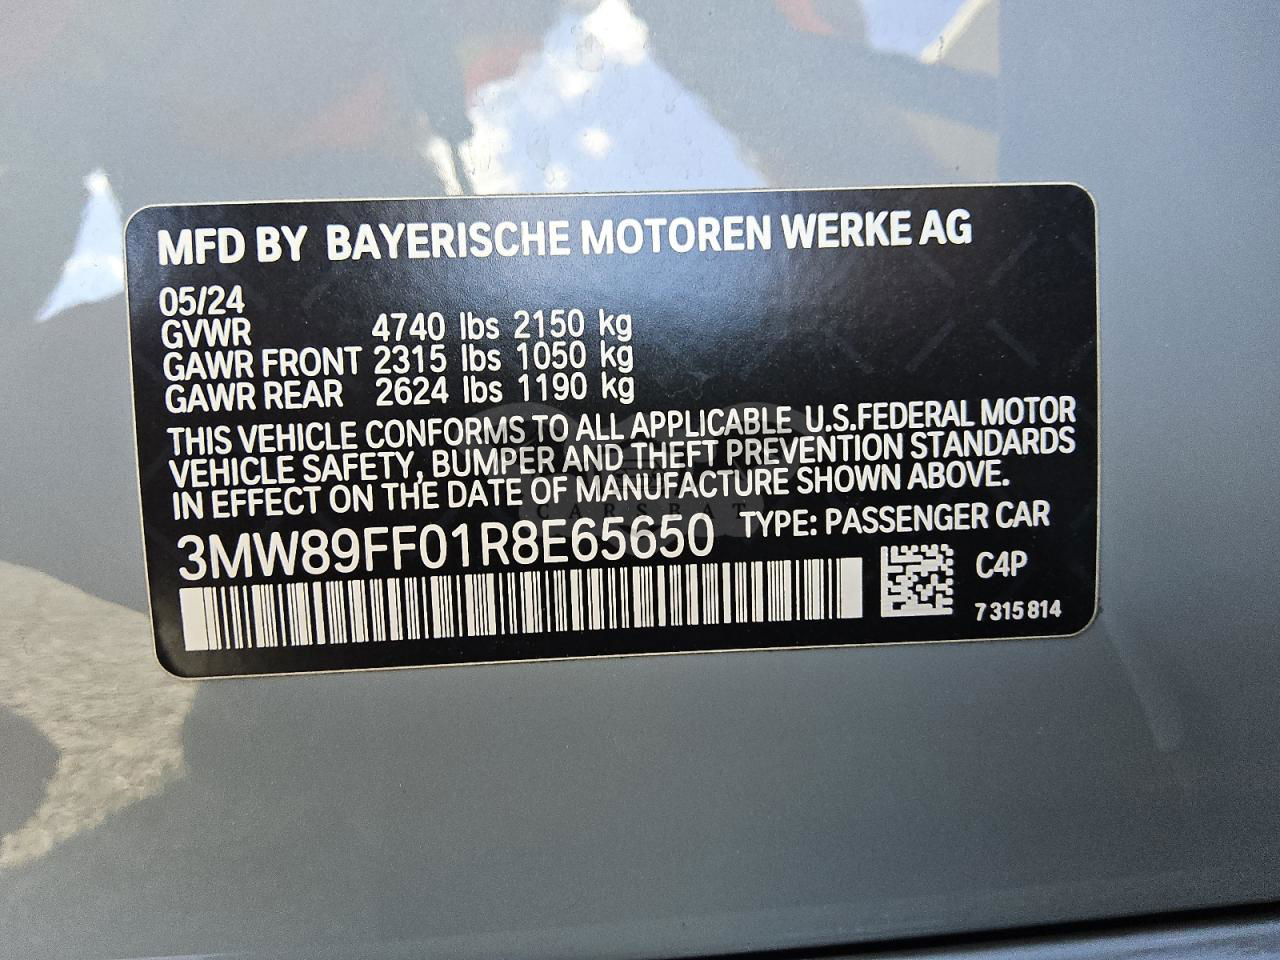 MFD BY BAYERISCHE MOTOREN WERKE AG
05/24
GVWR 4740 lbs 2150 kg
GAWR FRONT 2315 lbs 1050 kg
GAWR REAR 2624 lbs 1190 kg
THIS VEHICLE CONFORMS TO ALL APPLICABLE U.S.FEDERAL MOTOR
VEHICLE SAFETY, BUMPER AND THEFT PREVENTION STANDARDS
IN EFFECT ON THE DATE OF MANUFACTURE SHOWN ABOVE.
3MW89FF01R8E65650 TYPE: PASSENGER CAR
C4P
7 315 814
CARSBAT